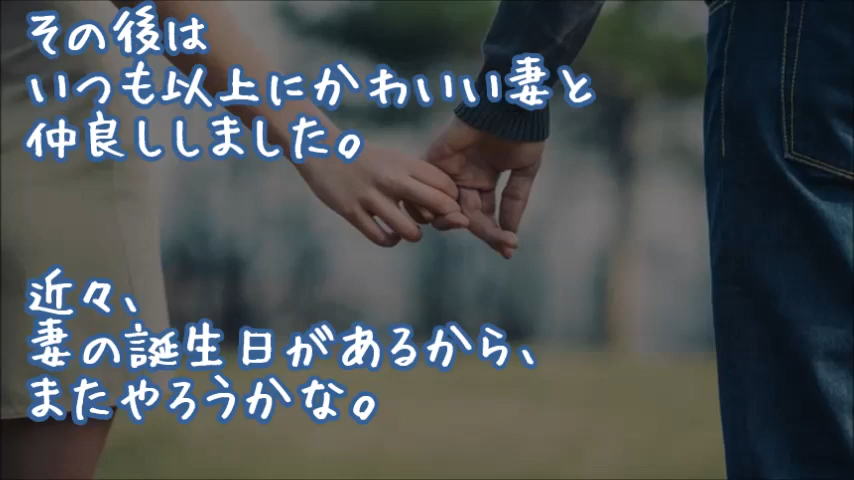 その後は
いつも以上にかわいい妻と
仲良ししました。
近々、
妻の誕生日があるから、
またやろうかな。